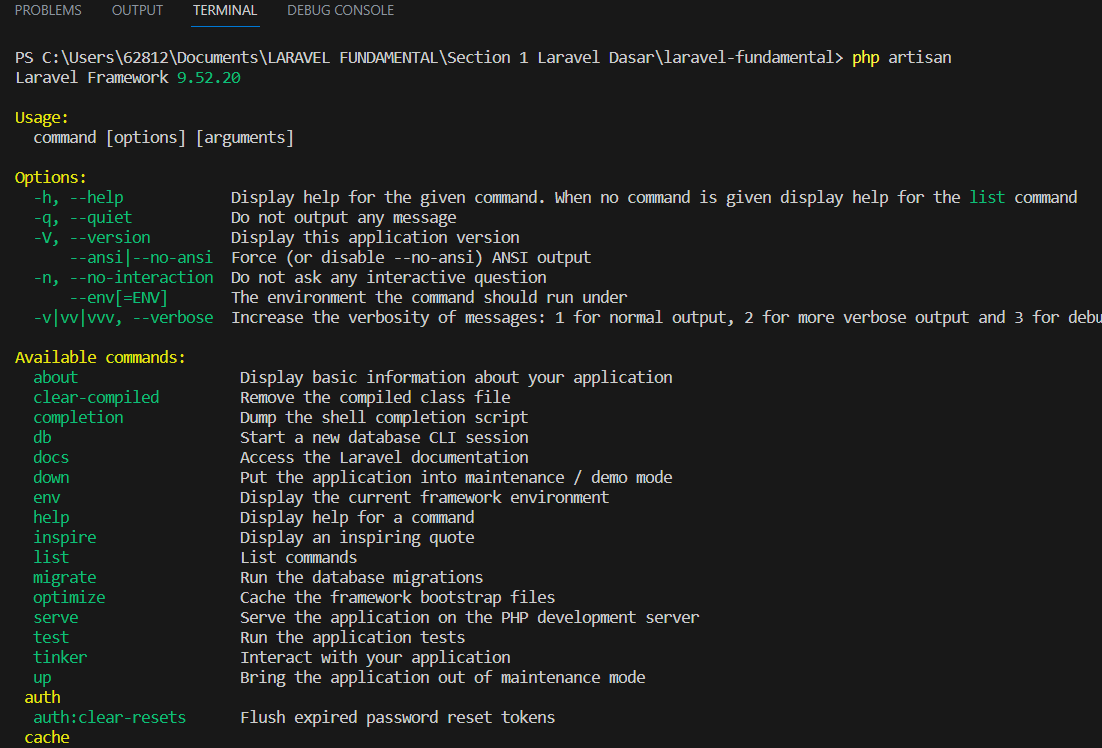 PROBLEMS OUTPUT TERMINAL DEBUG CONSOLE
PS C:\Users\62812\Documents\LARAVEL FUNDAMENTAL\Section 1 Laravel Dasar\laravel-fundamental> php artisan
Laravel Framework 9.52.20
Usage:
command [options] [arguments]
Options:
-h, --help Display help for the given command. When no command is given display help for the list command
-q, --quiet Do not output any message
-V, --version Display this application version
--ansi|--no-ansi Force (or disable --no-ansi) ANSI output
-n, --no-interaction Do not ask any interactive question
--env[=ENV] The environment the command should run under
-v|vv|vvv, --verbose Increase the verbosity of messages: 1 for normal output, 2 for more verbose output and 3 for debu
Available commands:
about Display basic information about your application
clear-compiled Remove the compiled class file
completion Dump the shell completion script
db Start a new database CLI session
docs Access the Laravel documentation
down Put the application into maintenance / demo mode
env Display the current framework environment
help Display help for a command
inspire Display an inspiring quote
list List commands
migrate Run the database migrations
optimize Cache the framework bootstrap files
serve Serve the application on the PHP development server
test Run the application tests
tinker Interact with your application
up Bring the application out of maintenance mode
auth
auth:clear-resets Flush expired password reset tokens
cache